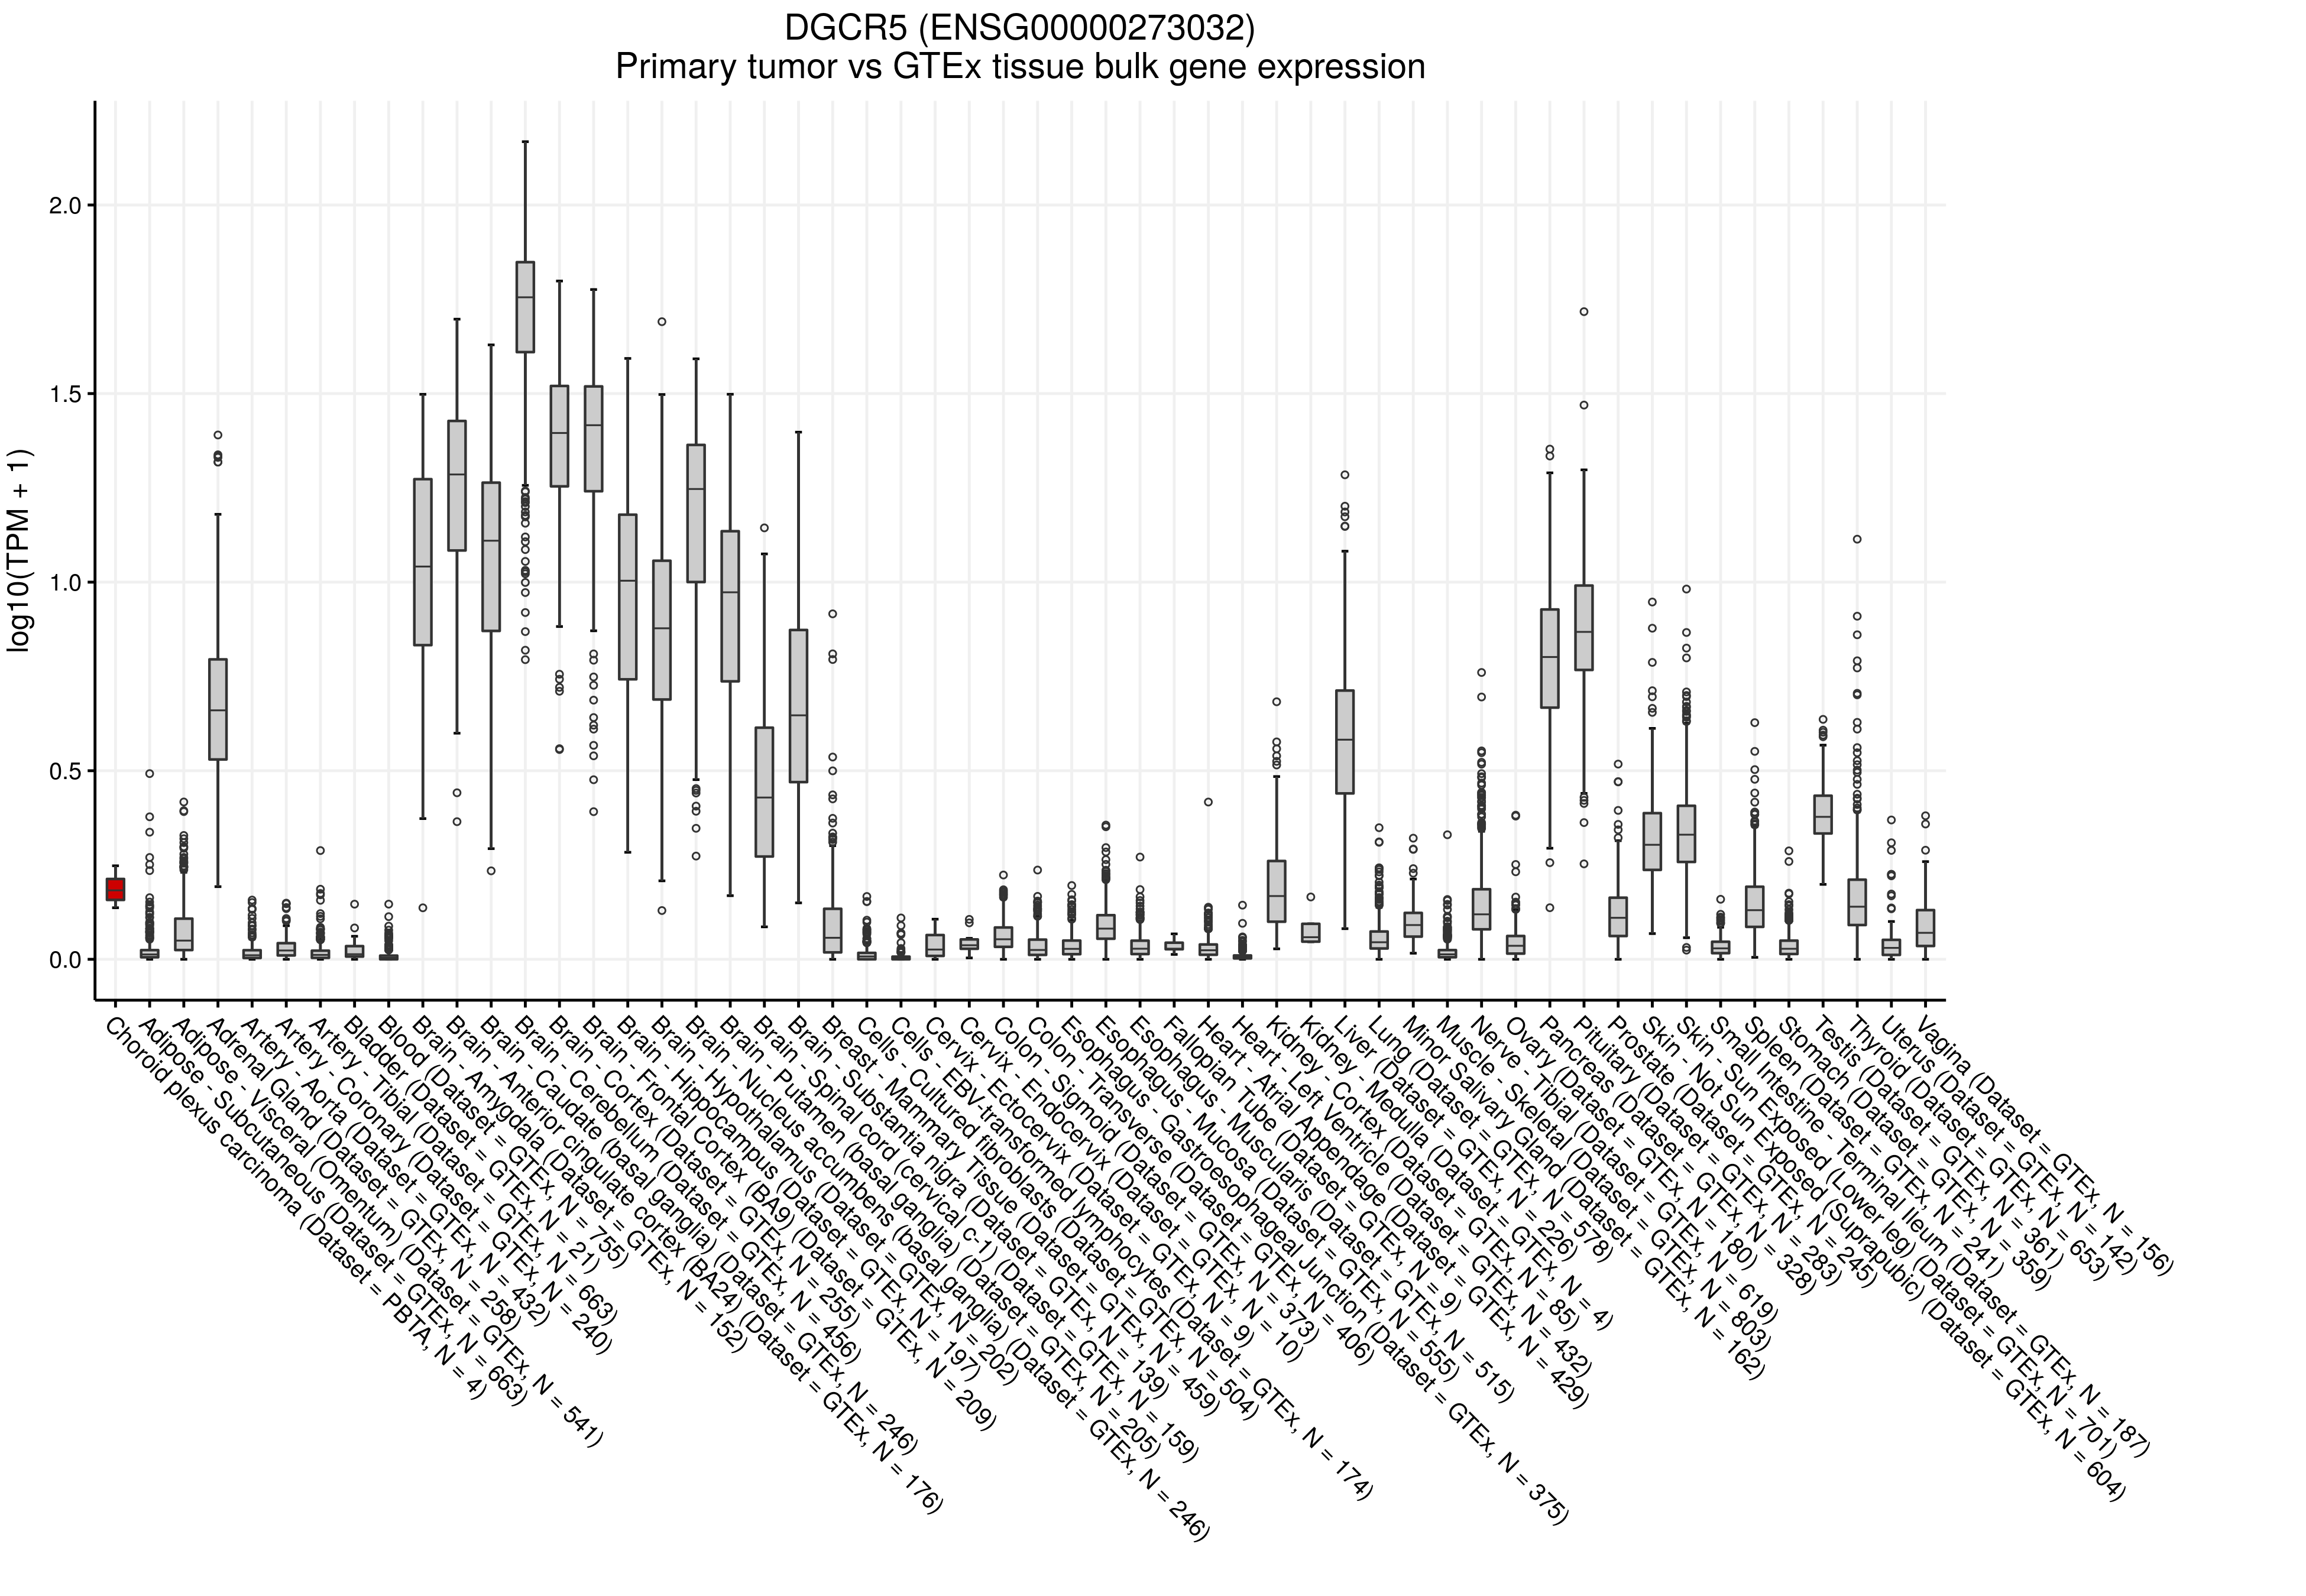 DGCR5 (ENSG00000273032)
Primary tumor vs GTEx tissue bulk gene expression
log10(TPM + 1)
2.0
1.5
1.0
0.5
0.0
Choroid plexus carcinoma (Dataset = PBTA, N = 4)
Adipose - Subcutaneous (Dataset = GTEx, N = 663)
Adipose - Visceral (Omentum) (Dataset = GTEx, N = 541)
Adrenal Gland (Dataset = GTEx, N = 258)
Artery - Aorta (Dataset = GTEx, N = 432)
Artery - Coronary (Dataset = GTEx, N = 240)
Artery - Tibial (Dataset = GTEx, N = 663)
Bladder (Dataset = GTEx, N = 21)
Blood (Dataset = GTEx, N = 755)
Brain - Amygdala (Dataset = GTEx, N = 152)
Brain - Anterior cingulate cortex (BA24) (Dataset = GTEx, N = 176)
Brain - Caudate (basal ganglia) (Dataset = GTEx, N = 246)
Brain - Cerebellum (Dataset = GTEx, N = 456)
Brain - Cortex (Dataset = GTEx, N = 255)
Brain - Frontal Cortex (BA9) (Dataset = GTEx, N = 209)
Brain - Hippocampus (Dataset = GTEx, N = 197)
Brain - Hypothalamus (Dataset = GTEx, N = 202)
Brain - Nucleus accumbens (basal ganglia) (Dataset = GTEx, N = 246)
Brain - Putamen (basal ganglia) (Dataset = GTEx, N = 205)
Brain - Spinal cord (cervical c-1) (Dataset = GTEx, N = 159)
Brain - Substantia nigra (Dataset = GTEx, N = 139)
Breast - Mammary Tissue (Dataset = GTEx, N = 459)
Cells - Cultured fibroblasts (Dataset = GTEx, N = 504)
Cells - EBV-transformed lymphocytes (Dataset = GTEx, N = 174)
Cervix - Ectocervix (Dataset = GTEx, N = 9)
Cervix - Endocervix (Dataset = GTEx, N = 10)
Colon - Sigmoid (Dataset = GTEx, N = 373)
Colon - Transverse (Dataset = GTEx, N = 406)
Esophagus - Gastroesophageal Junction (Dataset = GTEx, N = 375)
Esophagus - Mucosa (Dataset = GTEx, N = 555)
Esophagus - Muscularis (Dataset = GTEx, N = 515)
Fallopian Tube (Dataset = GTEx, N = 9)
Heart - Atrial Appendage (Dataset = GTEx, N = 429)
Heart - Left Ventricle (Dataset = GTEx, N = 432)
Kidney - Cortex (Dataset = GTEx, N = 85)
Kidney - Medulla (Dataset = GTEx, N = 4)
Liver (Dataset = GTEx, N = 226)
Lung (Dataset = GTEx, N = 578)
Minor Salivary Gland (Dataset = GTEx, N = 162)
Muscle - Skeletal (Dataset = GTEx, N = 803)
Nerve - Tibial (Dataset = GTEx, N = 619)
Ovary (Dataset = GTEx, N = 180)
Pancreas (Dataset = GTEx, N = 328)
Pituitary (Dataset = GTEx, N = 283)
Prostate (Dataset = GTEx, N = 245)
Skin - Not Sun Exposed (Suprapubic) (Dataset = GTEx, N = 604)
Skin - Sun Exposed (Lower leg) (Dataset = GTEx, N = 701)
Small Intestine - Terminal Ileum (Dataset = GTEx, N = 187)
Spleen (Dataset = GTEx, N = 241)
Stomach (Dataset = GTEx, N = 359)
Testis (Dataset = GTEx, N = 361)
Thyroid (Dataset = GTEx, N = 653)
Uterus (Dataset = GTEx, N = 142)
Vagina (Dataset = GTEx, N = 156)